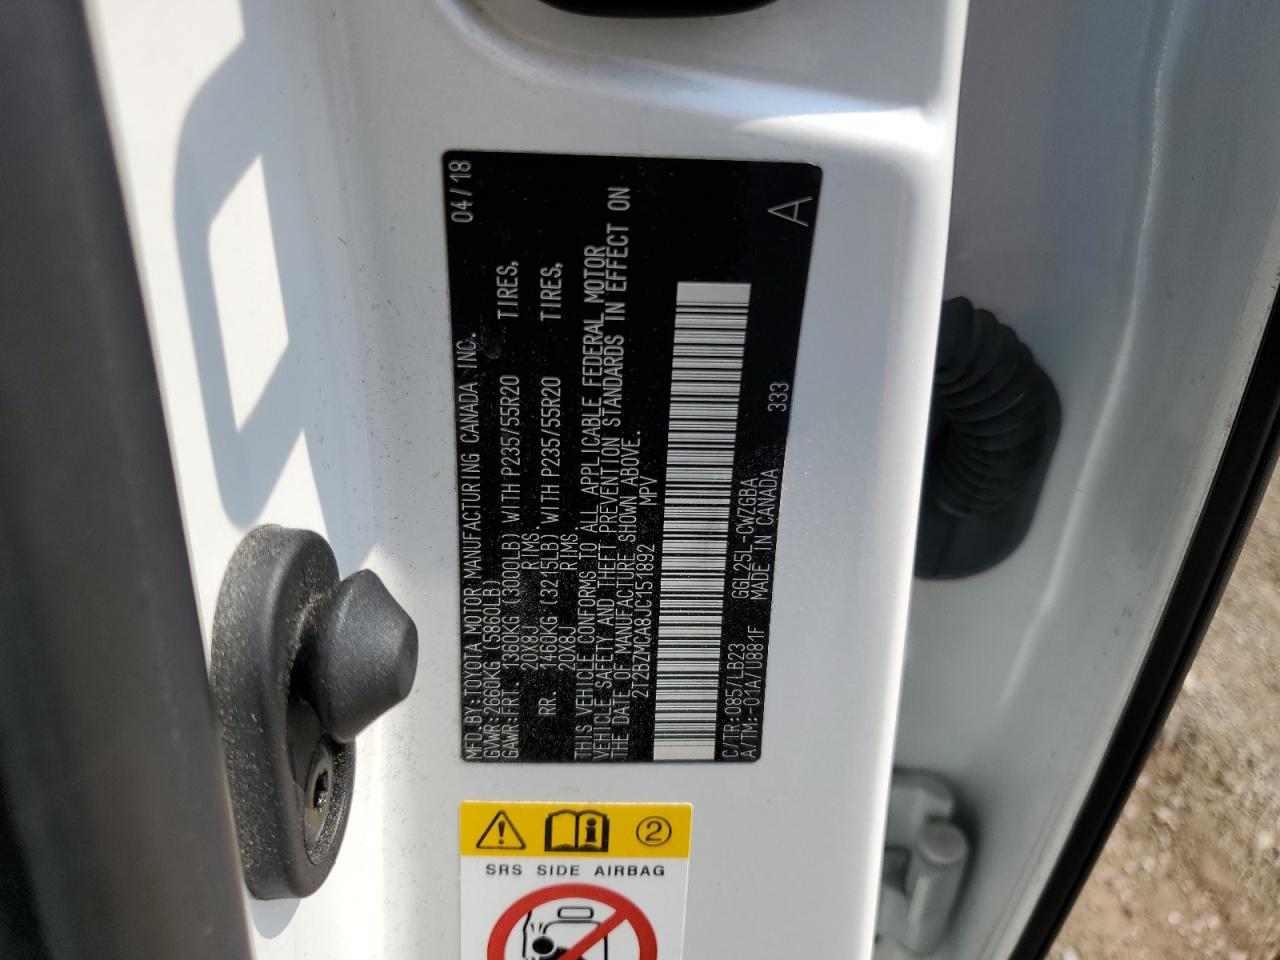 MFD.BY:TOYOTA MOTOR MANUFACTURING CANADA INC. 04/18
GVWR:2660KG (5860LB)
GAWR:FRT. 1360KG (3000LB) WITH P235/55R20 TIRES,
20X8J RIMS
RR. 1460KG (3215LB) WITH P235/55R20 TIRES,
20X8J RIMS
THIS VEHICLE CONFORMS TO ALL APPLICABLE FEDERAL MOTOR
VEHICLE SAFETY AND THEFT PREVENTION STANDARDS IN EFFECT ON
THE DATE OF MANUFACTURE SHOWN ABOVE.
2T2BZMCA8JC151892 MPV
C/TR:085/LB23 GGL25L-CWZGBA 333 A
A/TM:-01A/U881F MADE IN CANADA
2
SRS SIDE AIRBAG